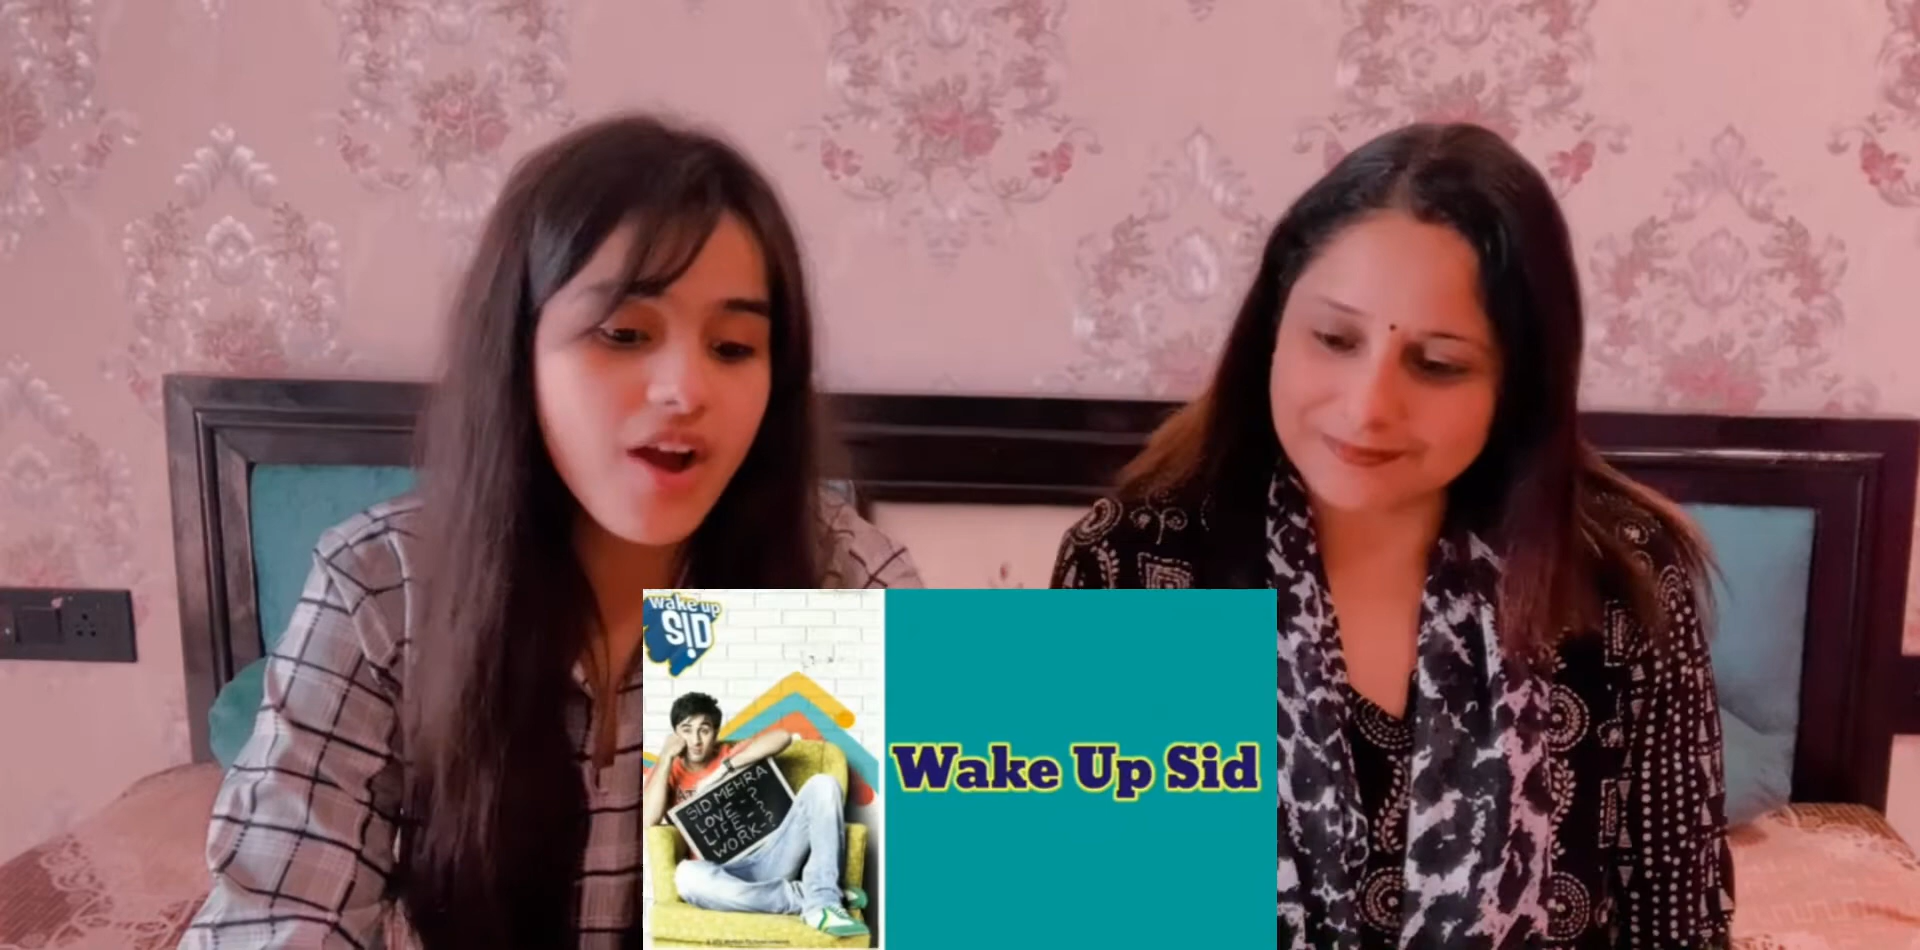 wake up
SID
SID MEHRA
LOVE - ?
LIFE - ?
WORK - ?
Wake Up Sid